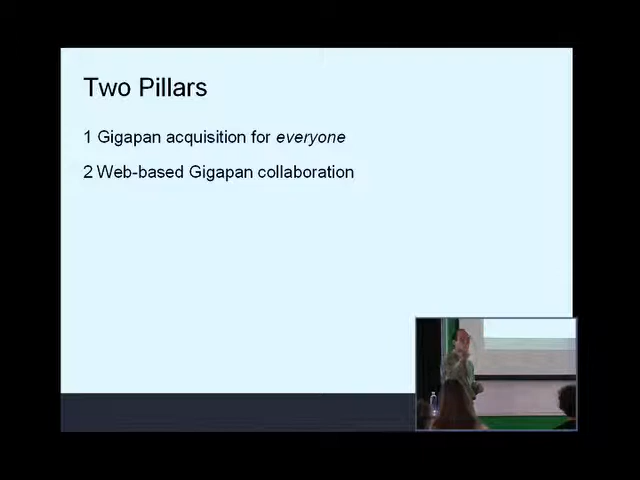 Two Pillars
1 Gigapan acquisition for everyone
2 Web-based Gigapan collaboration